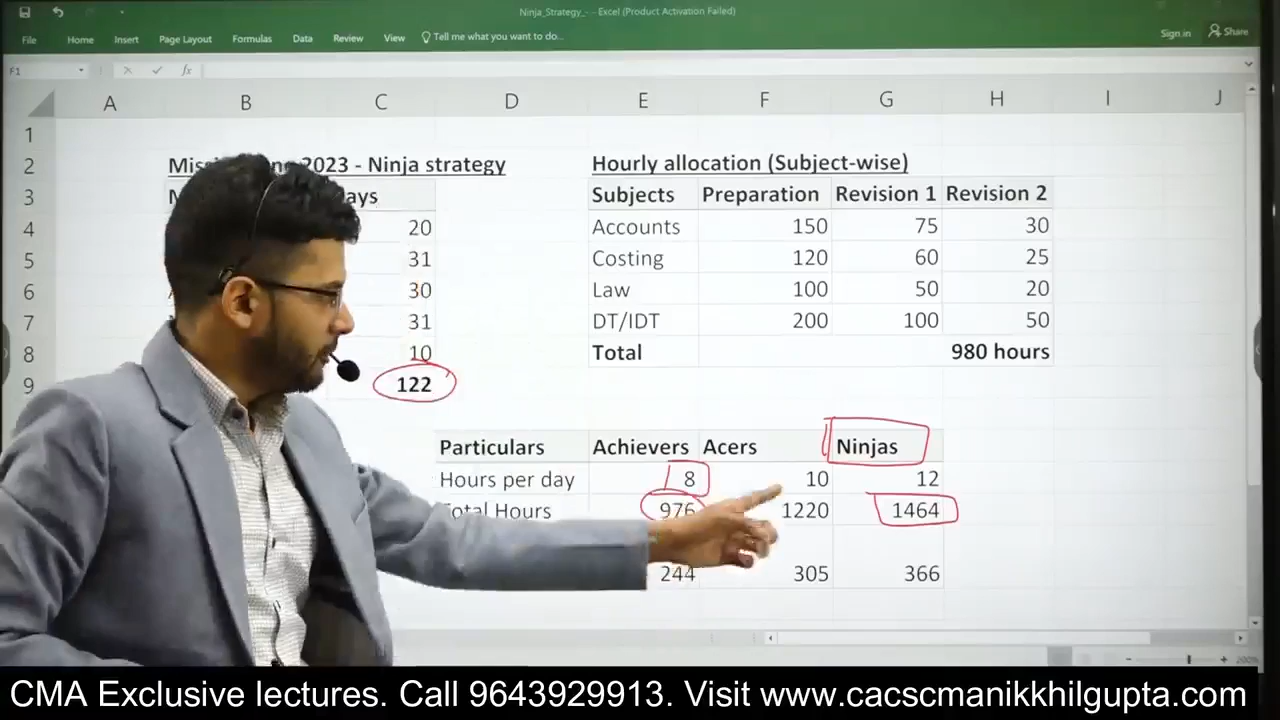 Ninja_Strategy_- - Excel (Product Activation Failed)
File Home Insert Page Layout Formulas Data Review View Tell me what you want to do... Sign in Share
F1 fx
A B C D E F G H I J
1
2 2023 - Ninja strategy Hourly allocation (Subject-wise)
3 Subjects Preparation Revision 1 Revision 2
4 20 Accounts 150 75 30
5 31 Costing 120 60 25
6 30 Law 100 50 20
7 31 DT/IDT 200 100 50
8 10 Total 980 hours
9 122
Particulars Achievers Acers Ninjas
Hours per day 8 10 12
Total Hours 976 1220 1464
244 305 366
CMA Exclusive lectures. Call 9643929913. Visit www.cacscmanikkhilgupta.com